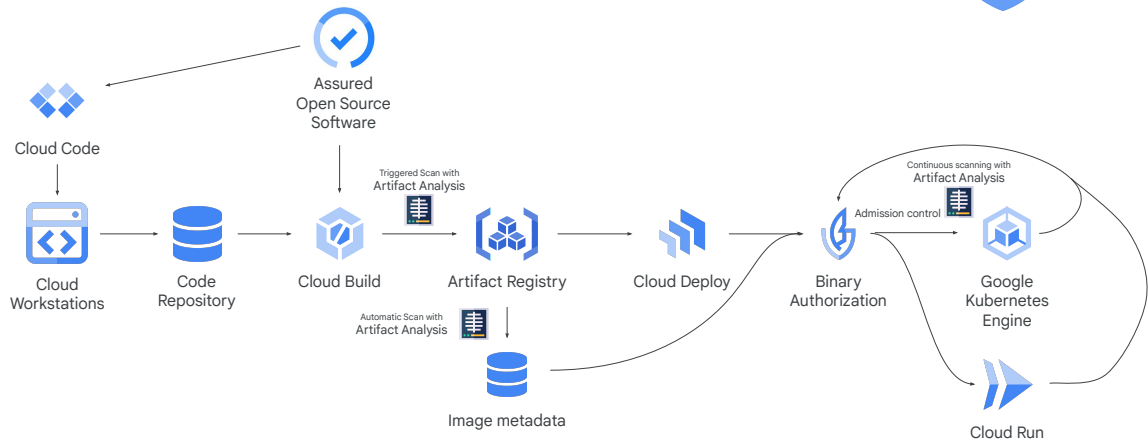 Assured
Open Source
Software
Cloud Code
Triggered Scan with
Artifact Analysis
Continuous scanning with
Artifact Analysis
Admission control
Cloud
Workstations
Code
Repository
Cloud Build
Artifact Registry
Cloud Deploy
Binary
Authorization
Google
Kubernetes
Engine
Automatic Scan with
Artifact Analysis
Image metadata
Cloud Run